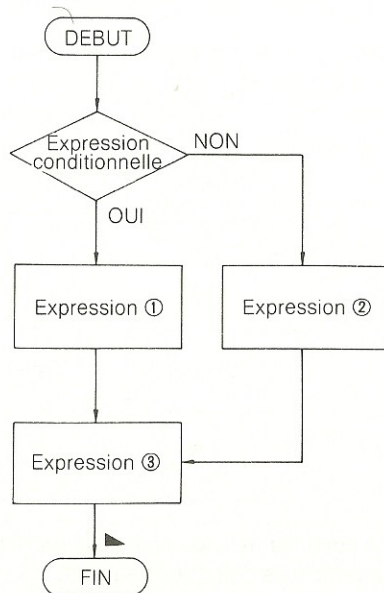 DEBUT
Expression
conditionnelle
NON
OUI
Expression ①
Expression ②
Expression ③
FIN